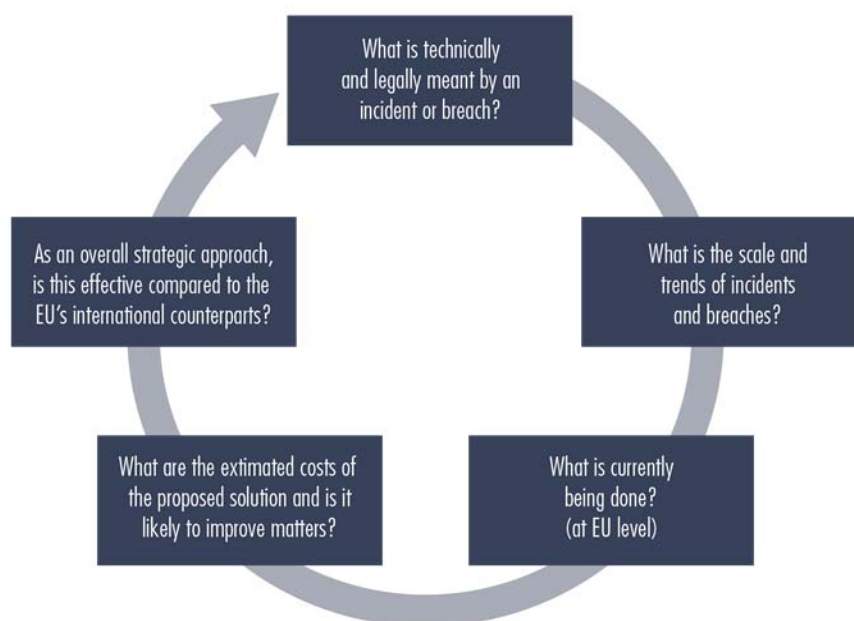 What is technically
and legally meant by an
incident or breach?
What is the scale and
trends of incidents
and breaches?
What is currently
being done?
(at EU level)
What are the extimated costs of
the proposed solution and is it
likely to improve matters?
As an overall strategic approach,
is this effective compared to the
EU's international counterparts?